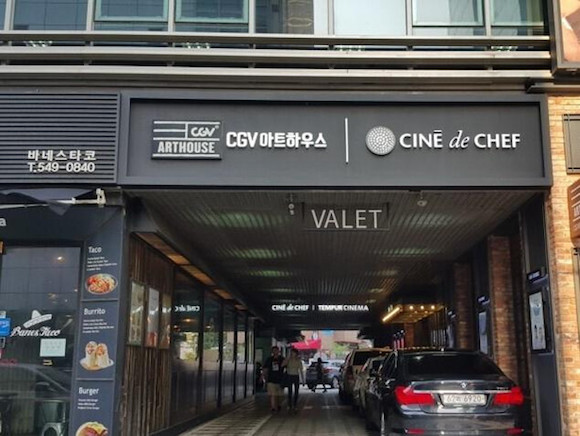 CGV
ARTHOUSE
CGV아트하우스
CINĒ de CHEF
바네스타코
T.549-0840
VALET
CINĒ de CHEF | TEMPUR CINEMA
Taco
Burrito
Burger